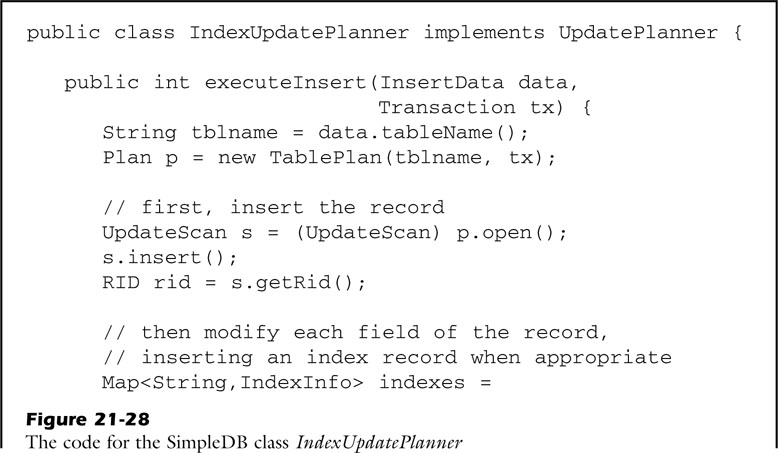 public class IndexUpdatePlanner implements UpdatePlanner {
public int executeInsert(InsertData data,
Transaction tx) {
String tblname = data.tableName();
Plan p = new TablePlan(tblname, tx);
// first, insert the record
UpdateScan s = (UpdateScan) p.open();
s.insert();
RID rid = s.getRid();
// then modify each field of the record,
// inserting an index record when appropriate
Map<String,IndexInfo> indexes =
Figure 21-28
The code for the SimpleDB class IndexUpdatePlanner